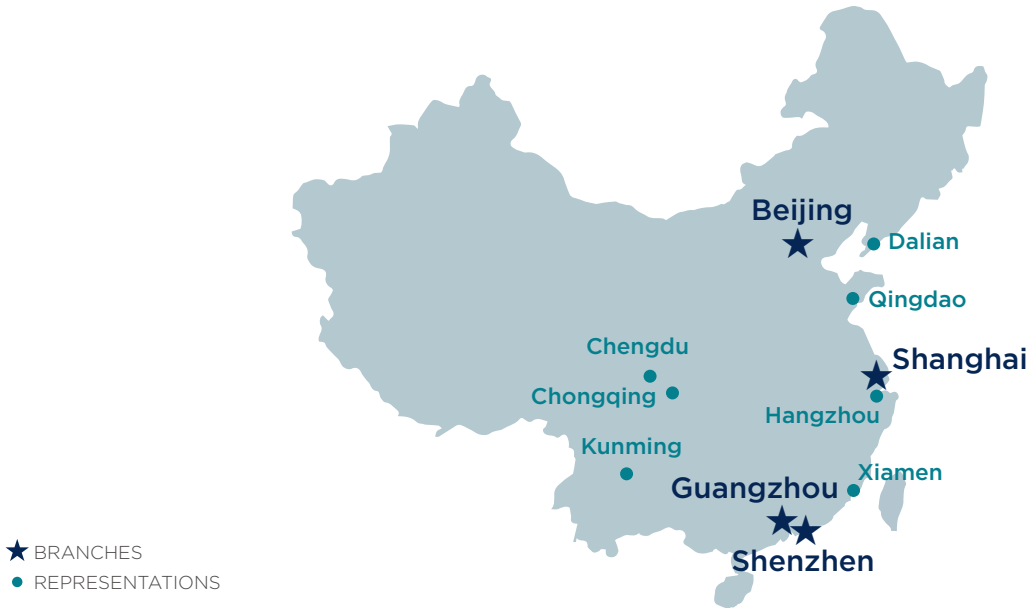 Beijing
Dalian
Qingdao
Shanghai
Chengdu
Chongqing
Hangzhou
Kunming
Xiamen
Guangzhou
Shenzhen
BRANCHES
REPRESENTATIONS